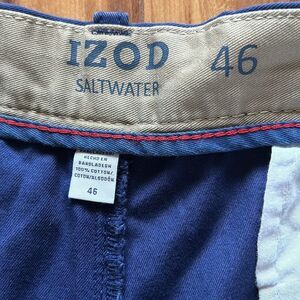 IZOD 46
SALTWATER
HECHO EN
BANGLADESH
100% COTTON/
COTON/ALGODÓN
46